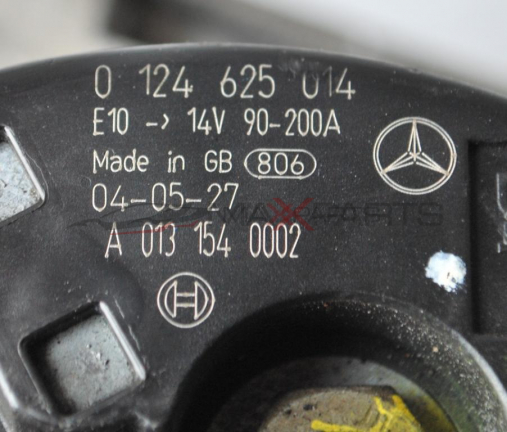 0 124 625 014
E10 -> 14V 90-200A
Made in GB 806
04-05-27
A 013 154 0002